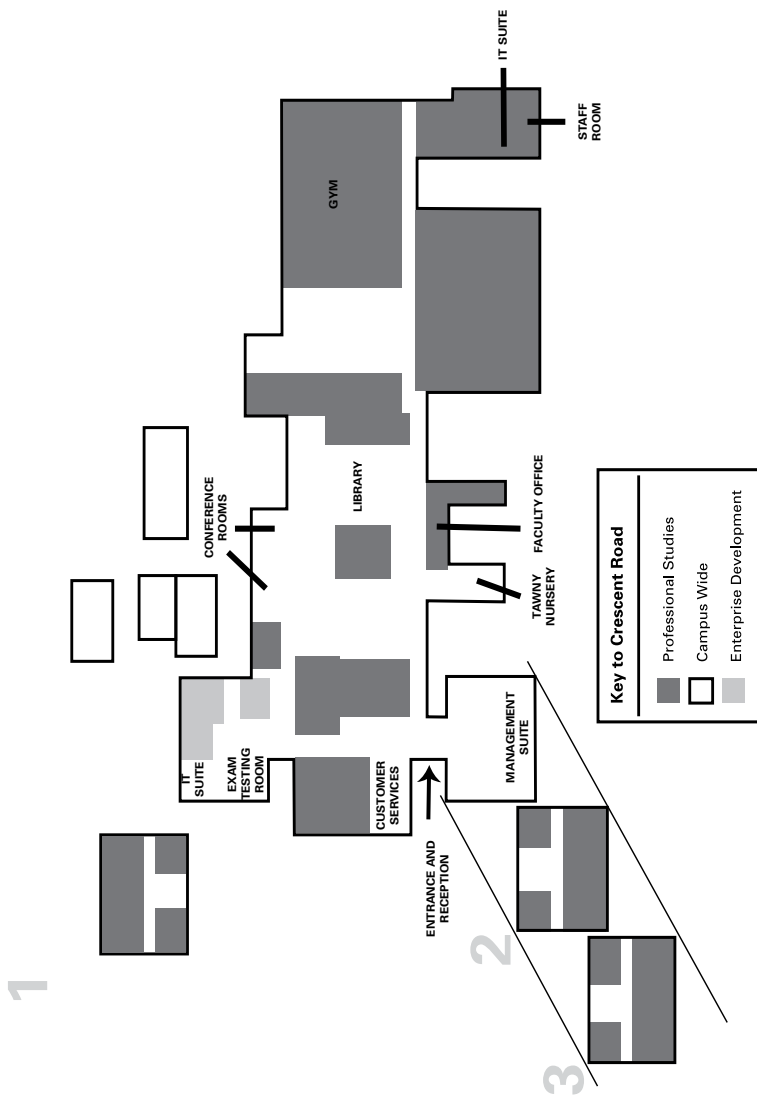 1
2
3
IT
SUITE
EXAM
TESTING
ROOM
CUSTOMER
SERVICES
ENTRANCE AND
RECEPTION
MANAGEMENT
SUITE
CONFERENCE
ROOMS
LIBRARY
TAWNY
NURSERY
FACULTY OFFICE
GYM
IT SUITE
STAFF
ROOM
Key to Crescent Road
Professional Studies
Campus Wide
Enterprise Development